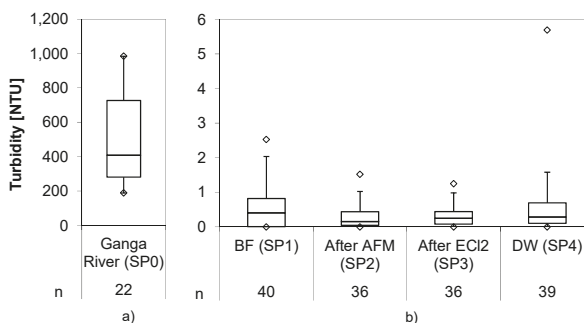 Turbidity [NTU]
1,200
1,000
800
600
400
200
0
Ganga
River (SP0)
n 22
a)
6
5
4
3
2
1
0
BF (SP1) After AFM After ECl2 DW (SP4)
(SP2) (SP3)
n 40 36 36 39
b)